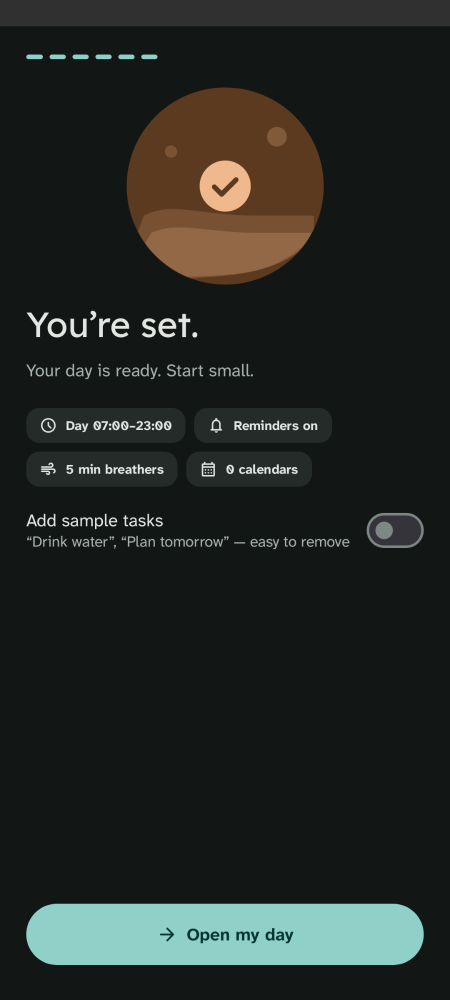 You’re set.
Your day is ready. Start small.
Day 07:00–23:00
Reminders on
5 min breathers
0 calendars
Add sample tasks
“Drink water”, “Plan tomorrow” — easy to remove
Open my day